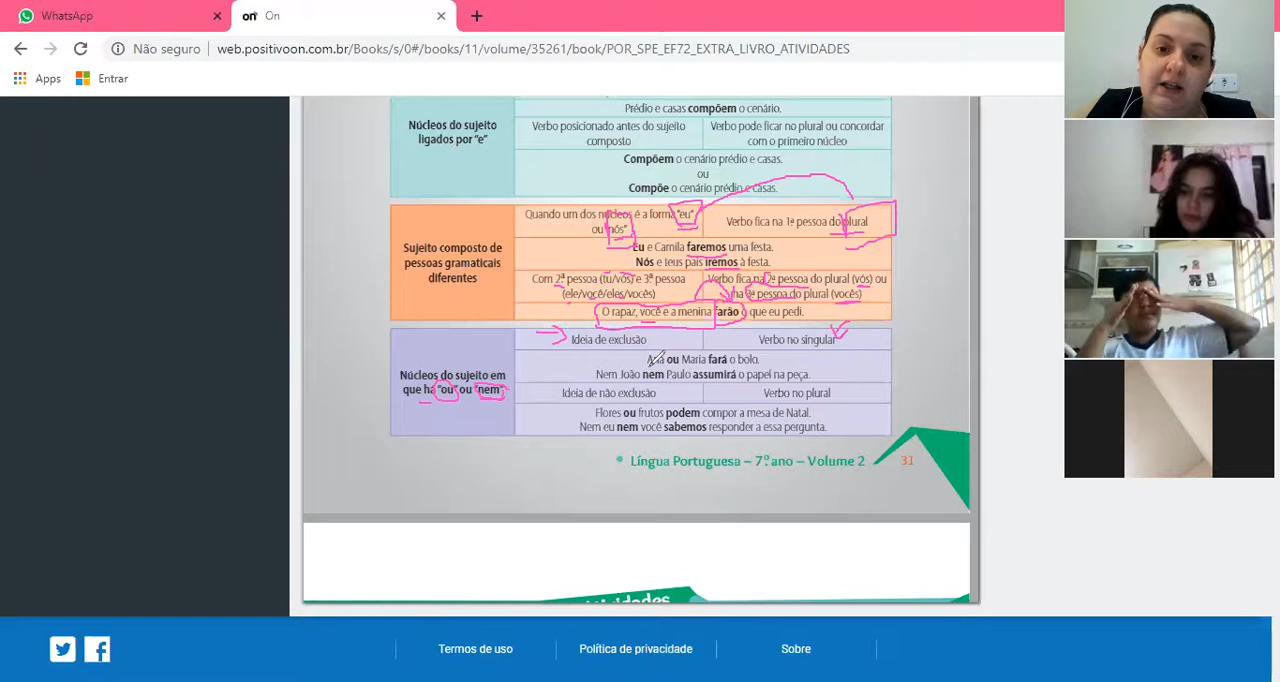 WhatsApp
on
On
Não seguro
web.positivoon.com.br/Books/s/0#/books/11/volume/35261/book/POR_SPE_EF72_EXTRA_LIVRO_ATIVIDADES
Apps
Entrar
Núcleos do sujeito
ligados por "e"
Prédio e casas compõem o cenário.
Verbo posicionado antes do sujeito
composto
Verbo pode ficar no plural ou concordar
com o primeiro núcleo
Compõem o cenário prédio e casas.
ou
Compõe o cenário prédio e casas.
Sujeito composto de
pessoas gramaticais
diferentes
Quando um dos núcleos é a forma "eu"
ou "nós"
Verbo fica na 1ª pessoa do plural
Eu e Camila faremos uma festa.
Nós e teus pais iremos à festa.
Com 2ª pessoa (tu/vós) e 3ª pessoa
(ele/você/eles/vocês)
Verbo fica na 2ª pessoa do plural (vós) ou
na 3ª pessoa do plural (vocês)
O rapaz, você e a menina farão o que eu pedi.
Núcleos do sujeito em
que há "ou" ou "nem"
Ideia de exclusão
Verbo no singular
Ana ou Maria fará o bolo.
Nem João nem Paulo assumirá o papel na peça.
Ideia de não exclusão
Verbo no plural
Flores ou frutos podem compor a mesa de Natal.
Nem eu nem você sabemos responder a essa pergunta.
Língua Portuguesa – 7º. ano – Volume 2
31
Termos de uso
Política de privacidade
Sobre